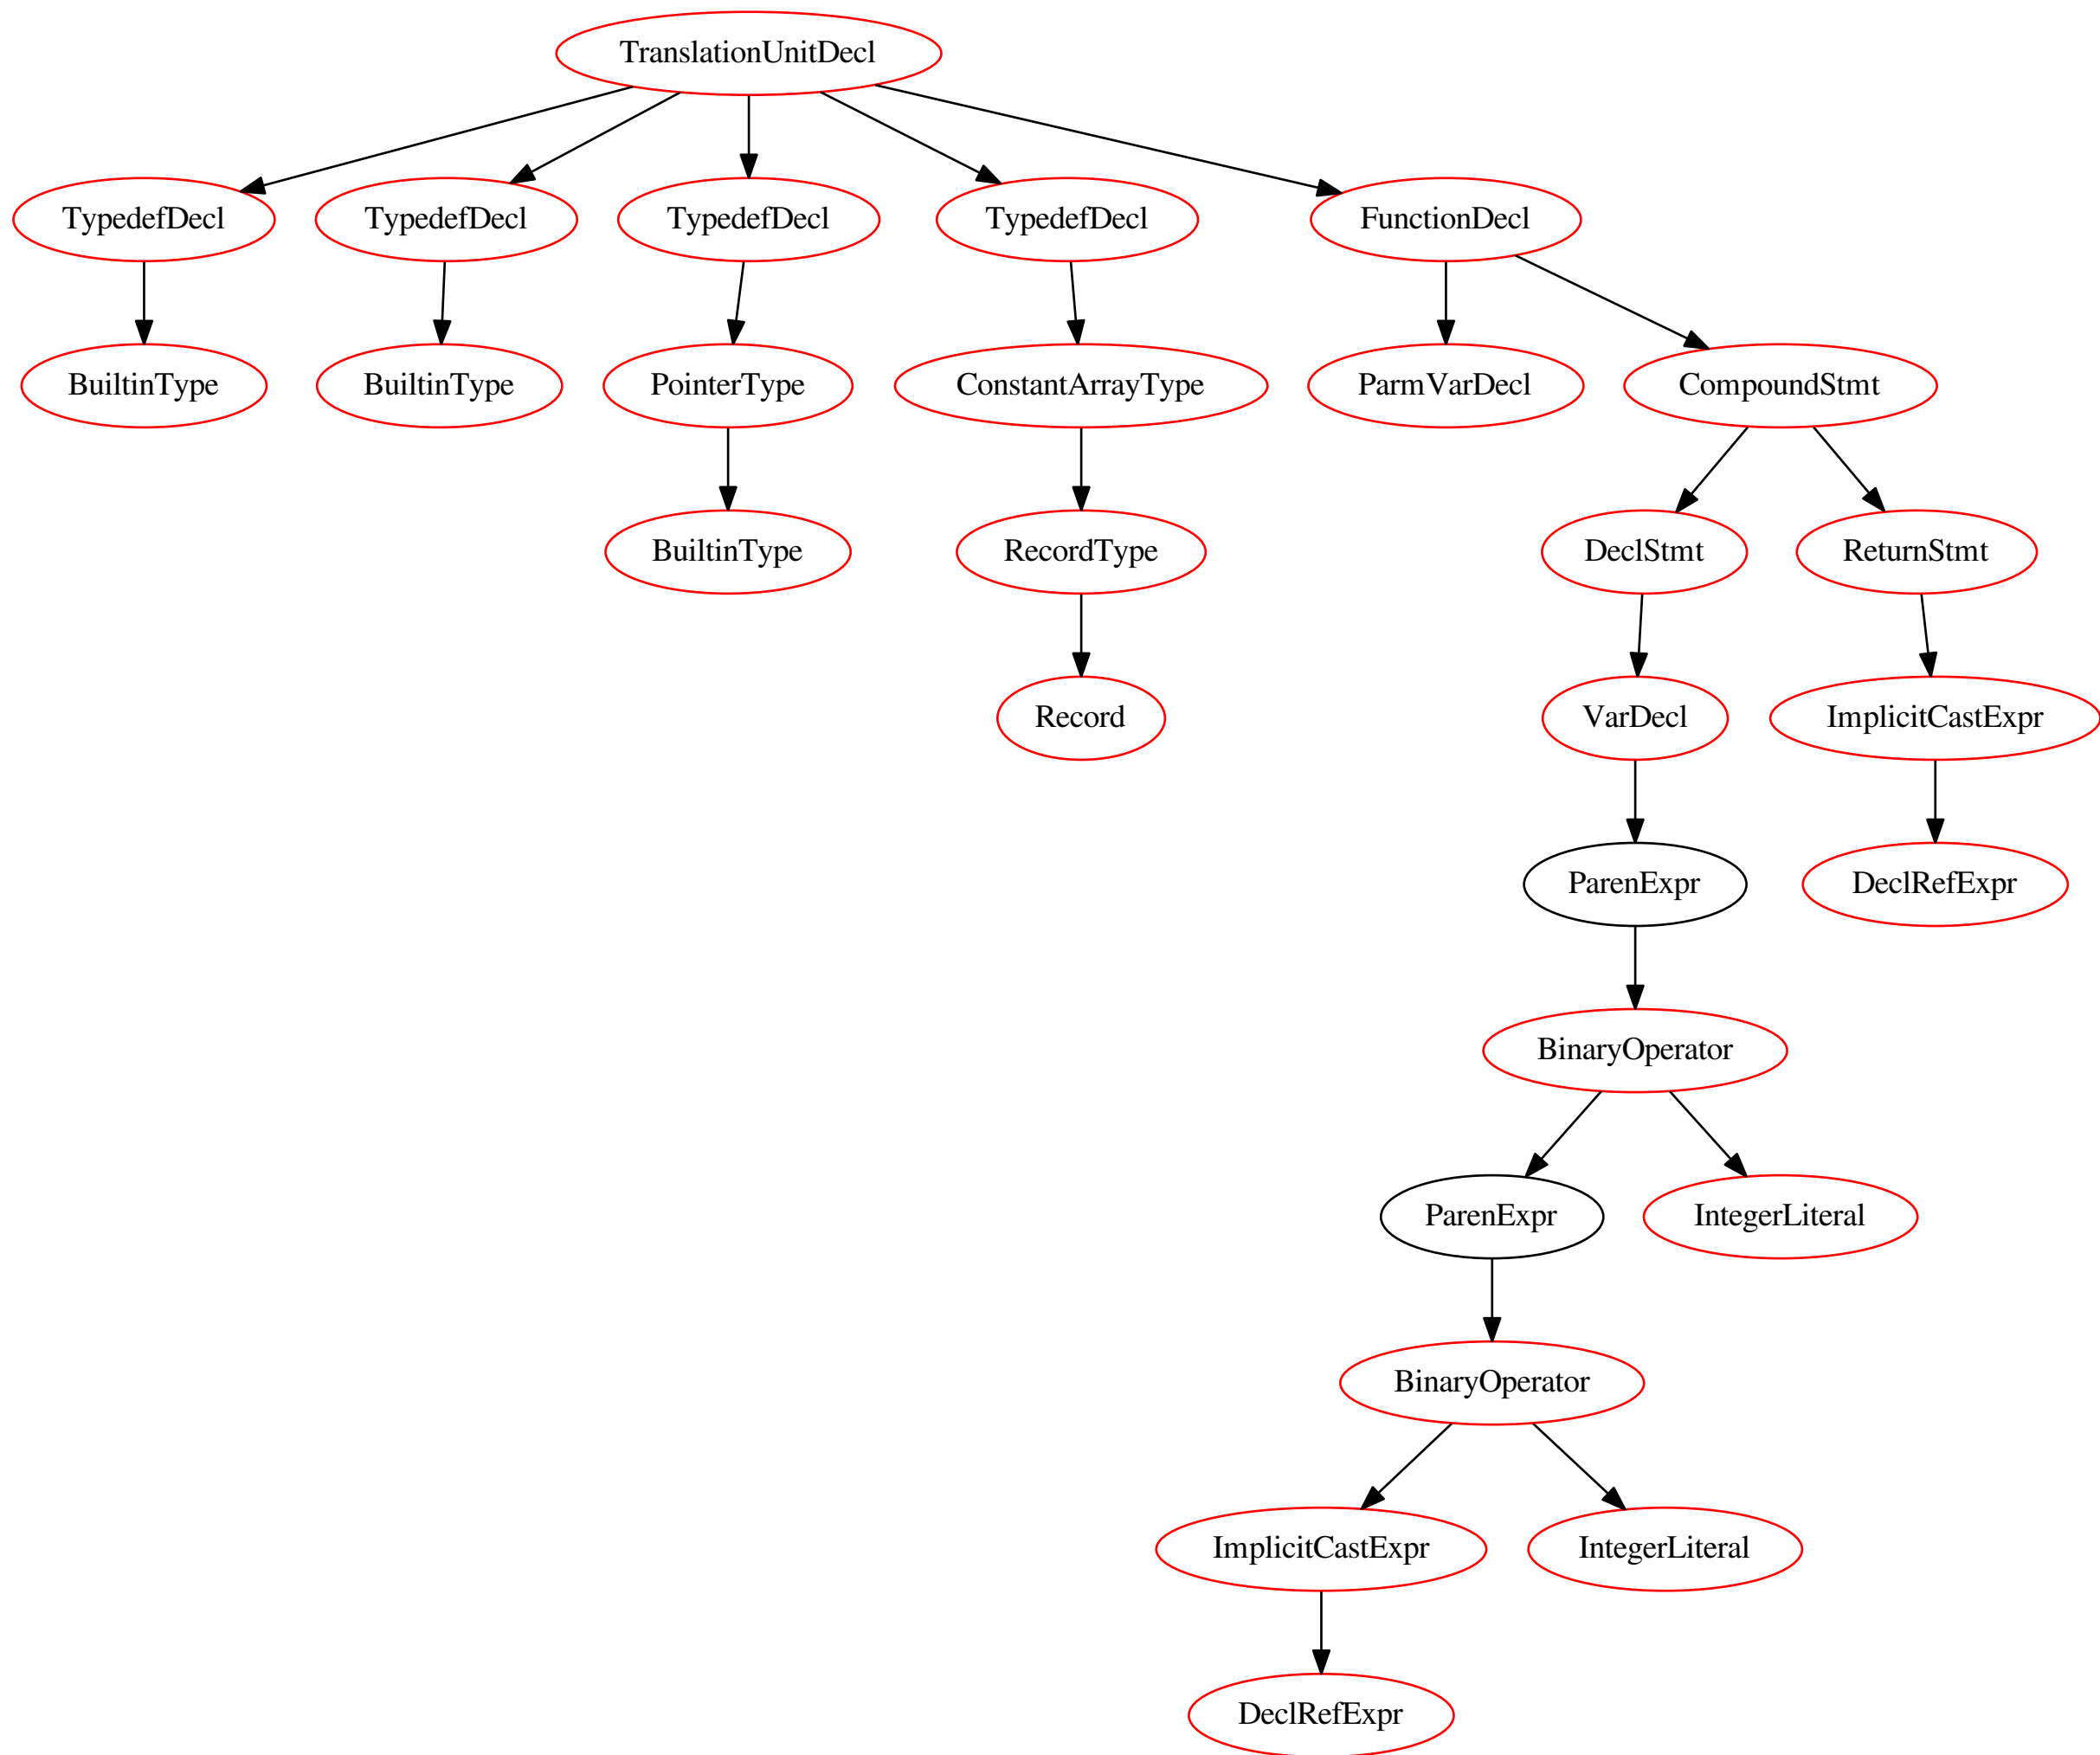 TranslationUnitDecl
TypedefDecl
TypedefDecl
TypedefDecl
TypedefDecl
FunctionDecl
BuiltinType
BuiltinType
PointerType
ConstantArrayType
ParmVarDecl
CompoundStmt
BuiltinType
RecordType
DeclStmt
ReturnStmt
Record
VarDecl
ImplicitCastExpr
ParenExpr
DeclRefExpr
BinaryOperator
ParenExpr
IntegerLiteral
BinaryOperator
ImplicitCastExpr
IntegerLiteral
DeclRefExpr